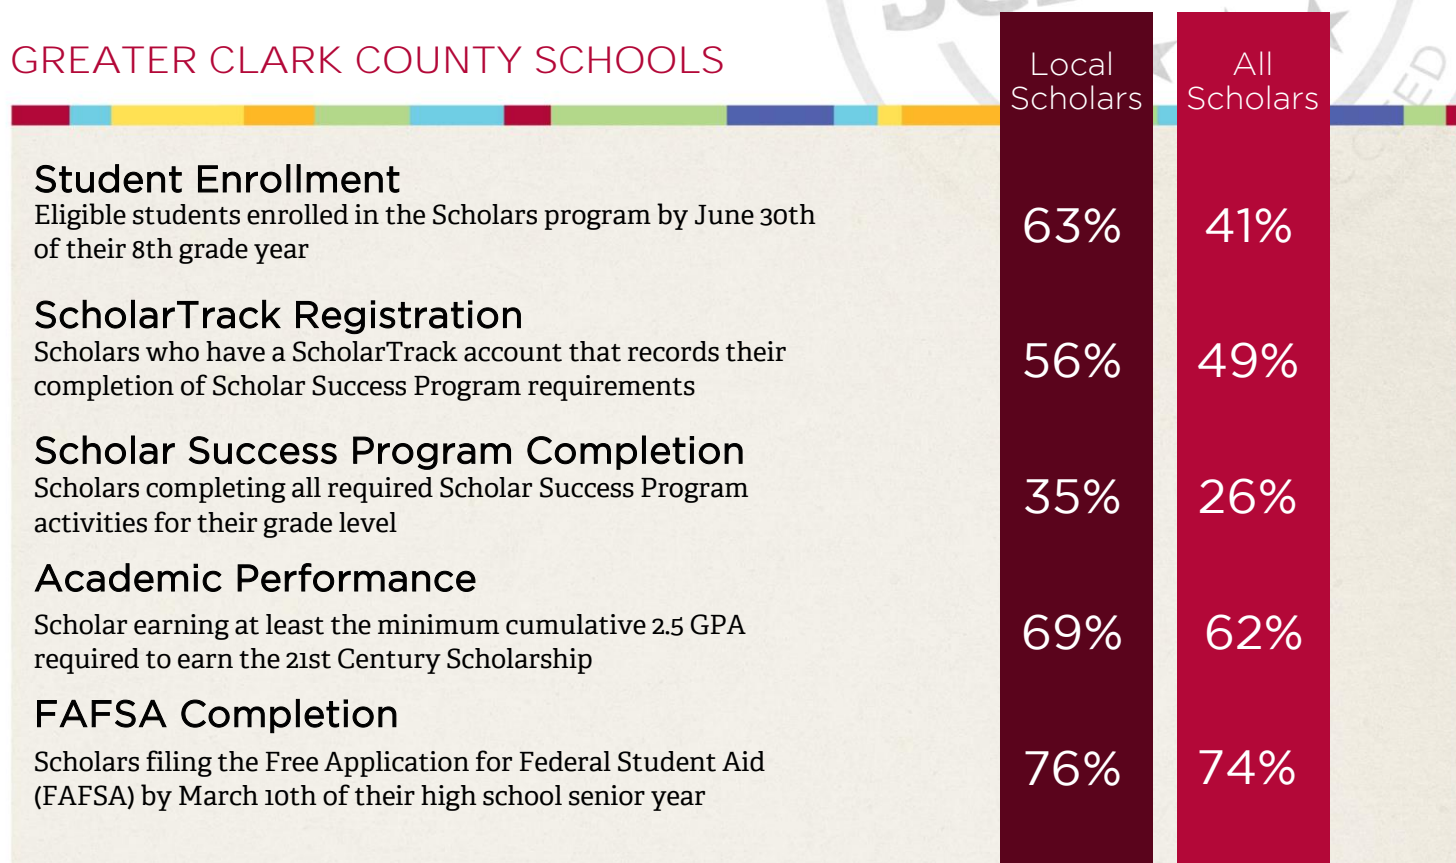 GREATER CLARK COUNTY SCHOOLS
Local
Scholars
All
Scholars
Student Enrollment
Eligible students enrolled in the Scholars program by June 30th
of their 8th grade year
63%
41%
ScholarTrack Registration
Scholars who have a ScholarTrack account that records their
completion of Scholar Success Program requirements
56%
49%
Scholar Success Program Completion
Scholars completing all required Scholar Success Program
activities for their grade level
35%
26%
Academic Performance
Scholar earning at least the minimum cumulative 2.5 GPA
required to earn the 21st Century Scholarship
69%
62%
FAFSA Completion
Scholars filing the Free Application for Federal Student Aid
(FAFSA) by March 10th of their high school senior year
76%
74%